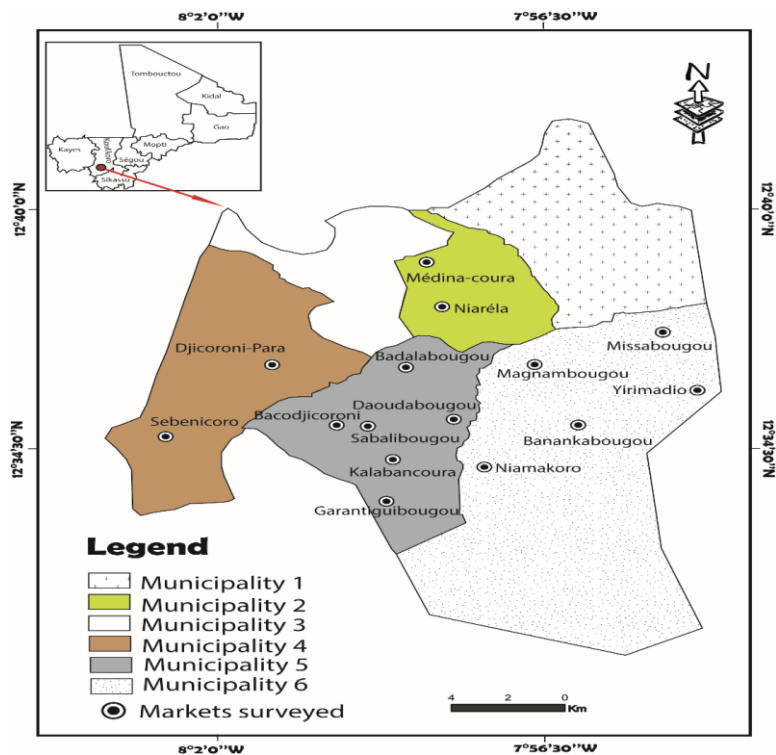 8°2'0''W
7°56'30''W
Tombouctou
Kidal
Gao
Kayes
Koulikoro
Ségou
Mopti
Sikasso
N
12°40'0''N
12°40'0''N
Médina-coura
Niaréla
Djicoroni-Para
Badalabougou
Missabougou
Magnambougou
Yirimadio
Sebenicoro
Bacodjicoroni
Daoudabougou
Sabalibougou
Banankabougou
12°34'30''N
12°34'30''N
Kalabancoura
Niamakoro
Garantiguibougou
Legend
Municipality 1
Municipality 2
Municipality 3
Municipality 4
Municipality 5
Municipality 6
Markets surveyed
4 2 0
Km
8°2'0''W
7°56'30''W